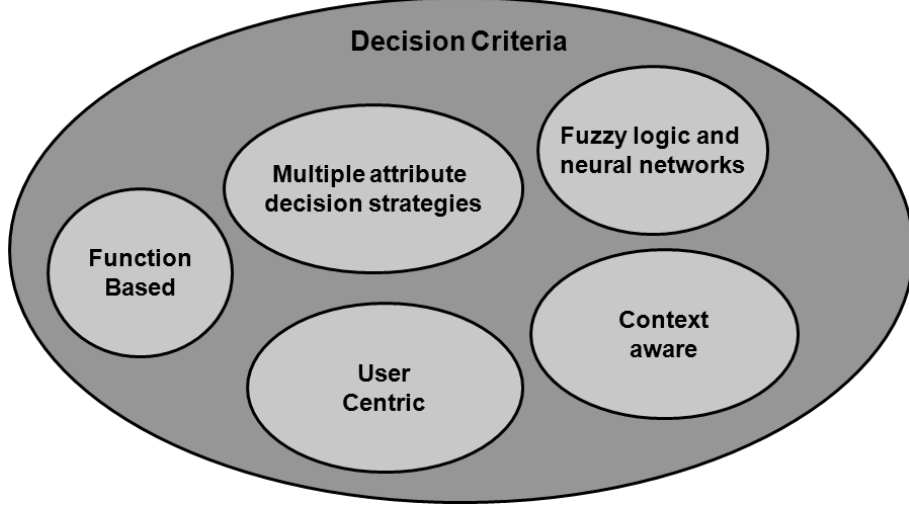 Decision Criteria
Fuzzy logic and
neural networks
Multiple attribute
decision strategies
Function
Based
Context
aware
User
Centric